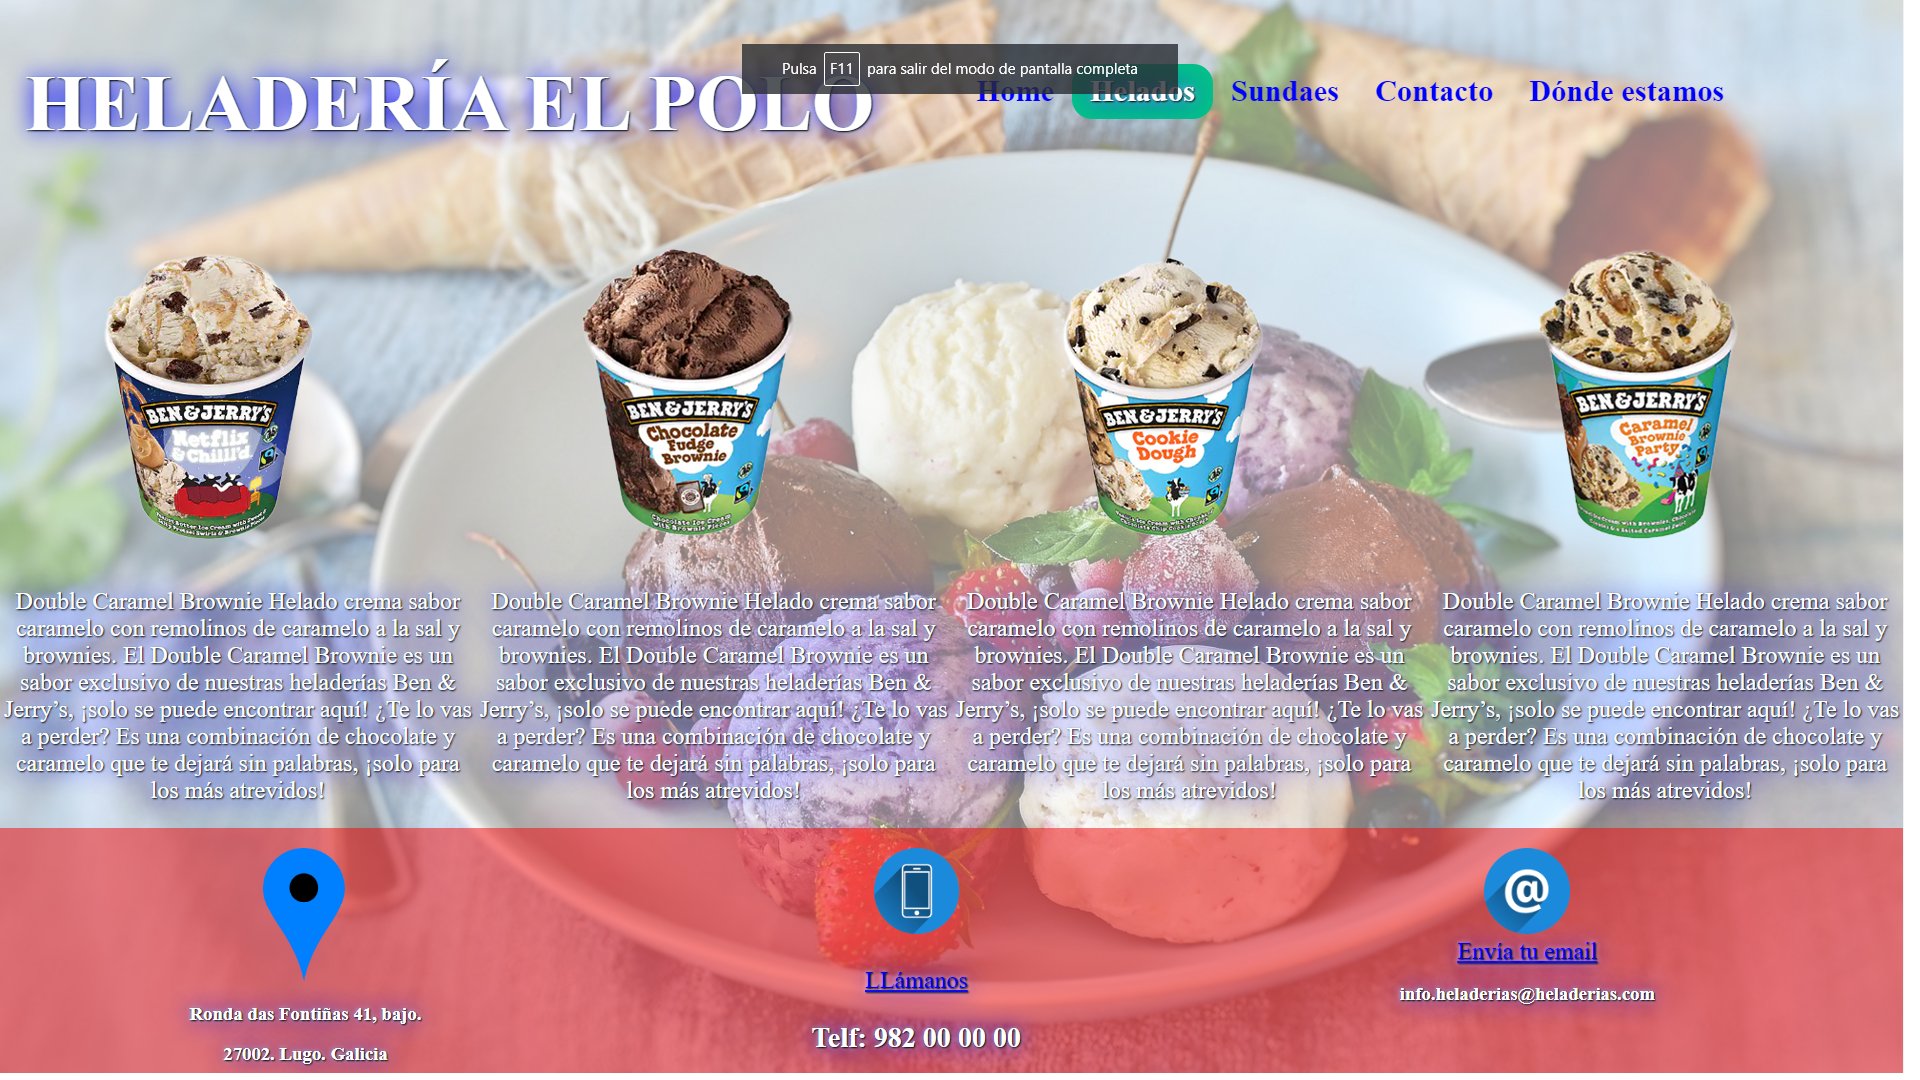 Pulsa F11 para salir del modo de pantalla completa
HELADERÍA EL POLO
Home Helados Sundaes Contacto Dónde estamos
BEN & JERRY'S
Netflix
& Chilll'd
BEN & JERRY'S
Chocolate
Fudge
Brownie
Chocolate Ice Cream
with Brownie Pieces
BEN & JERRY'S
Cookie
Dough
BEN & JERRY'S
Caramel
Brownie
Party
Double Caramel Brownie Helado crema sabor
caramelo con remolinos de caramelo a la sal y
brownies. El Double Caramel Brownie es un
sabor exclusivo de nuestras heladerías Ben &
Jerry’s, ¡solo se puede encontrar aquí! ¿Te lo vas
a perder? Es una combinación de chocolate y
caramelo que te dejará sin palabras, ¡solo para
los más atrevidos!
Double Caramel Brownie Helado crema sabor
caramelo con remolinos de caramelo a la sal y
brownies. El Double Caramel Brownie es un
sabor exclusivo de nuestras heladerías Ben &
Jerry’s, ¡solo se puede encontrar aquí! ¿Te lo vas
a perder? Es una combinación de chocolate y
caramelo que te dejará sin palabras, ¡solo para
los más atrevidos!
Double Caramel Brownie Helado crema sabor
caramelo con remolinos de caramelo a la sal y
brownies. El Double Caramel Brownie es un
sabor exclusivo de nuestras heladerías Ben &
Jerry’s, ¡solo se puede encontrar aquí! ¿Te lo vas
a perder? Es una combinación de chocolate y
caramelo que te dejará sin palabras, ¡solo para
los más atrevidos!
Double Caramel Brownie Helado crema sabor
caramelo con remolinos de caramelo a la sal y
brownies. El Double Caramel Brownie es un
sabor exclusivo de nuestras heladerías Ben &
Jerry’s, ¡solo se puede encontrar aquí! ¿Te lo vas
a perder? Es una combinación de chocolate y
caramelo que te dejará sin palabras, ¡solo para
los más atrevidos!
Ronda das Fontiñas 41, bajo.
27002. Lugo. Galicia
LLámanos
Telf: 982 00 00 00
@
Envía tu email
info.heladerias@heladerias.com